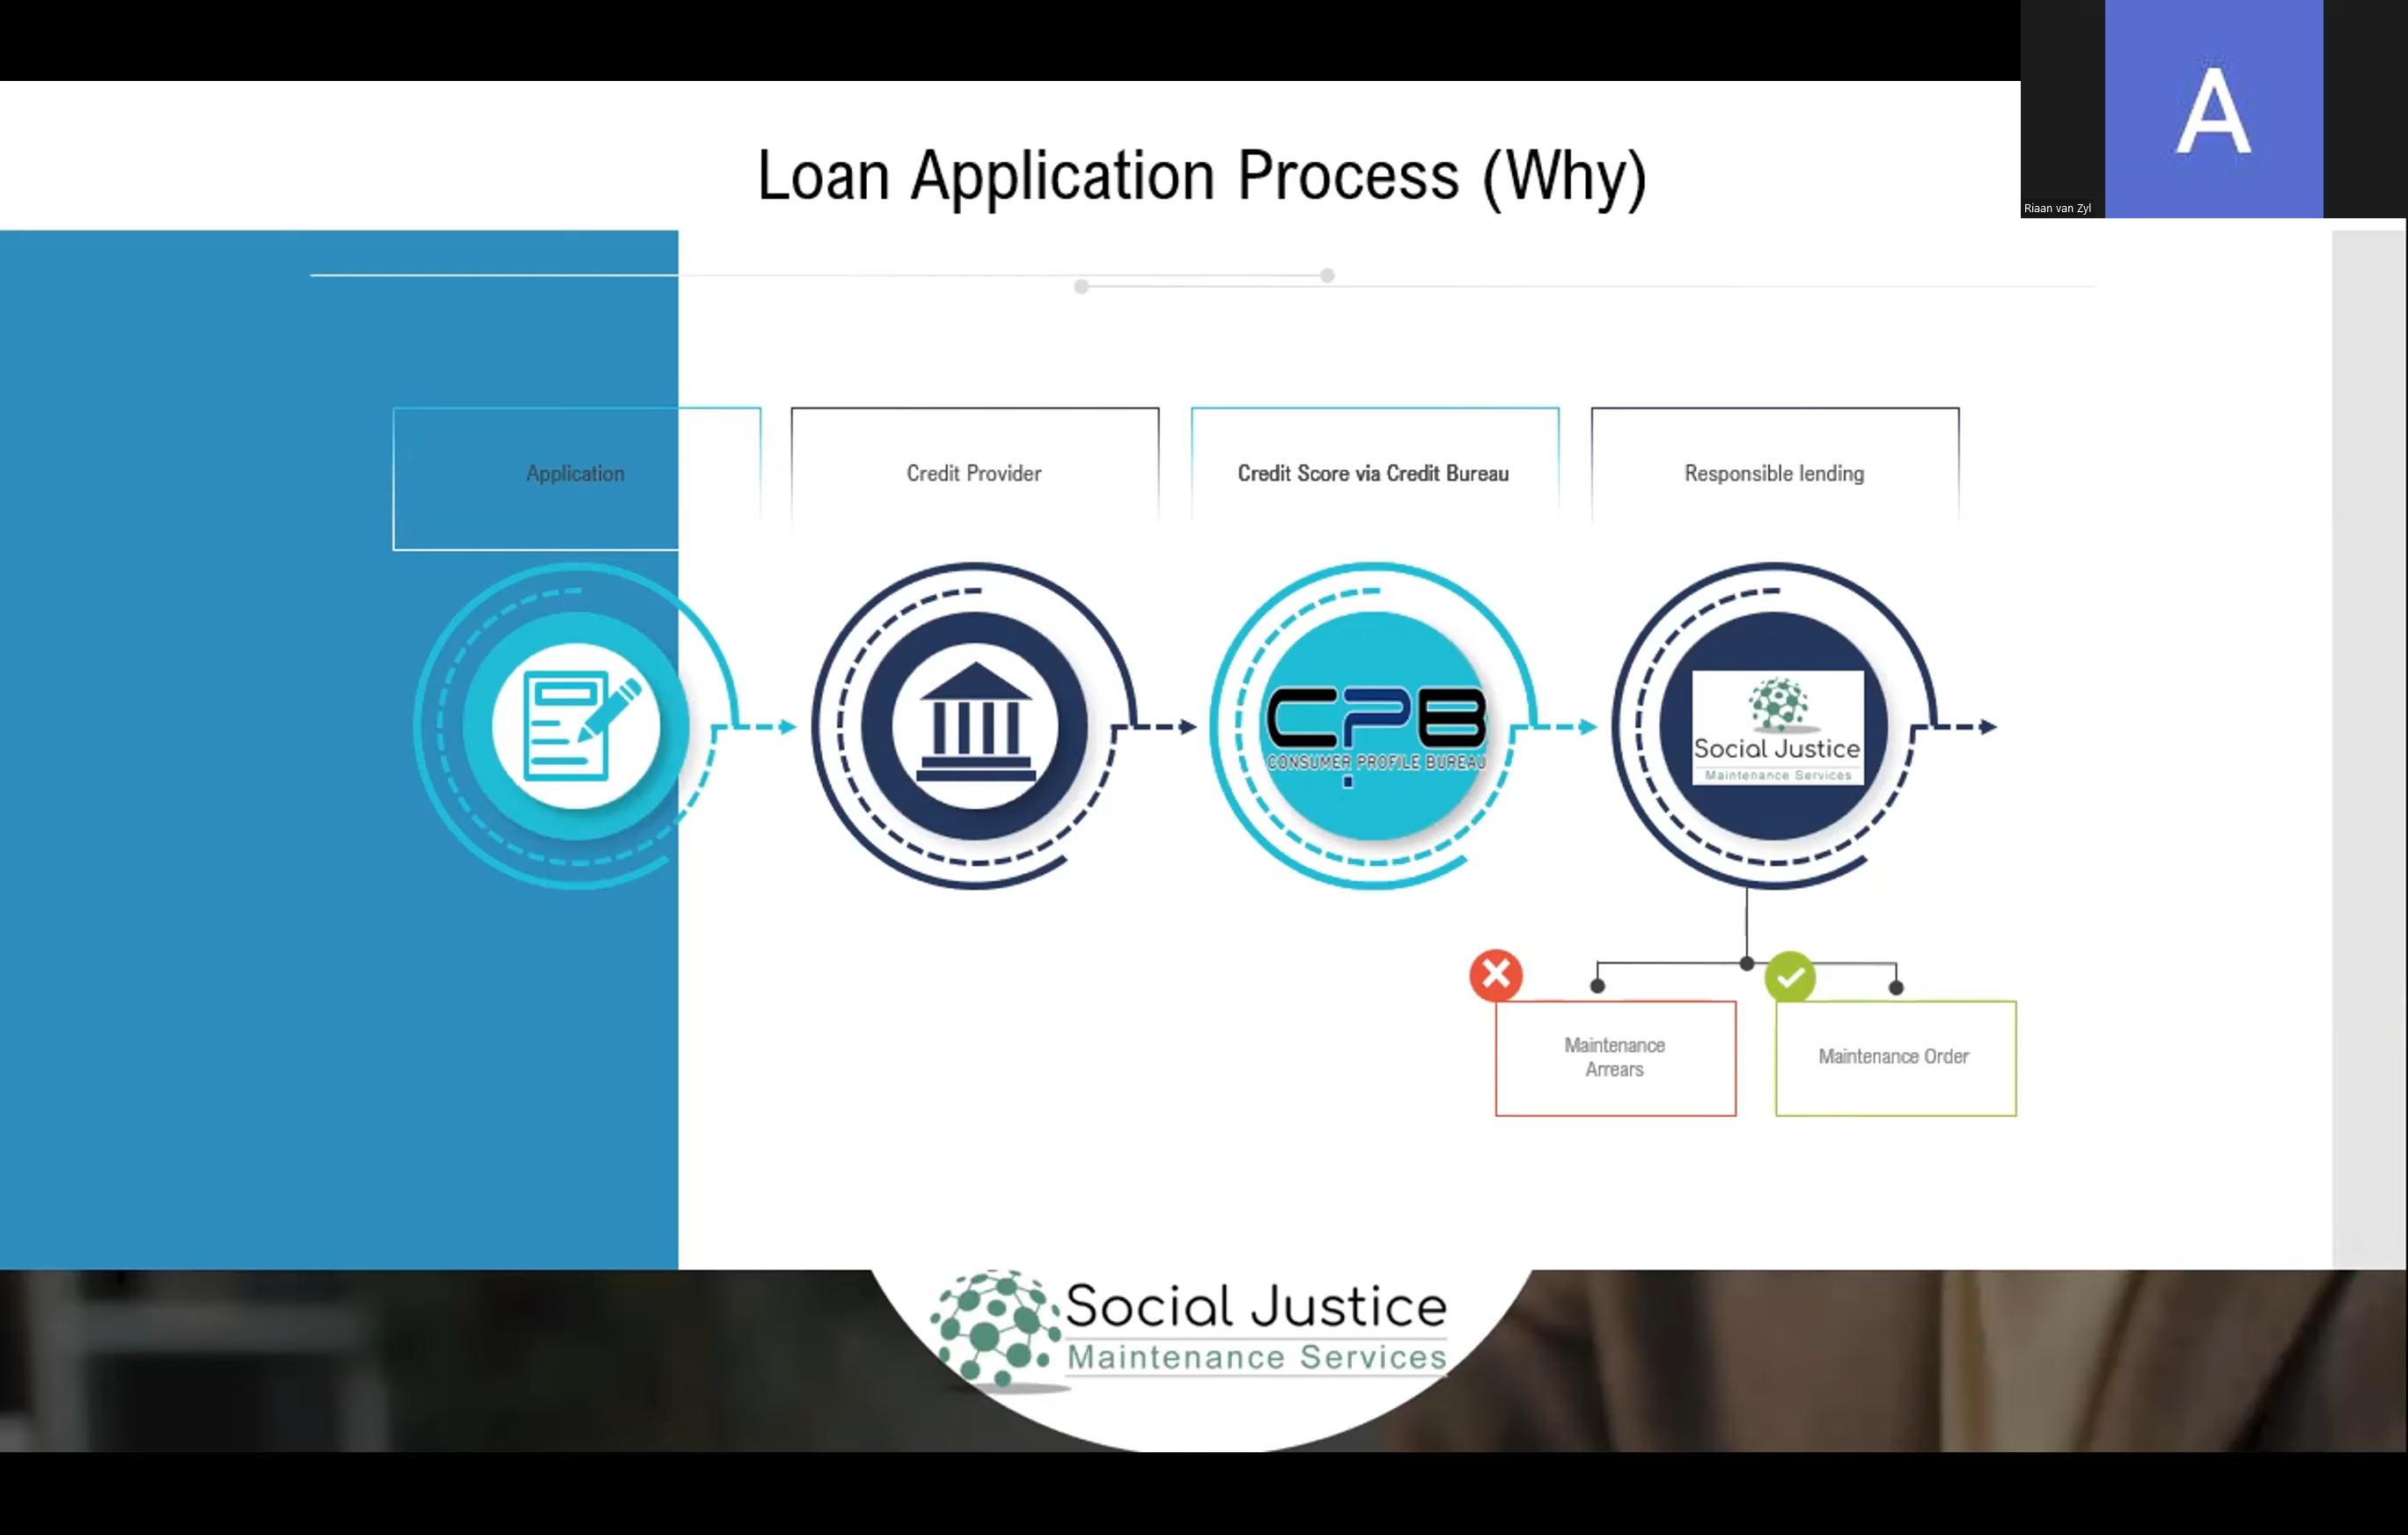 A
Riaan van Zyl
Loan Application Process (Why)
Application
Credit Provider
Credit Score via Credit Bureau
Responsible lending
CPB
CONSUMER PROFILE BUREAU
Social Justice
Maintenance Services
Maintenance
Arrears
Maintenance Order
Social Justice
Maintenance Services